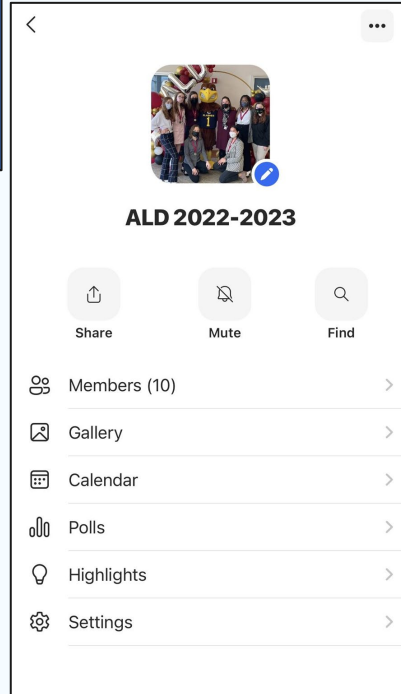 ALD 2022-2023
Share Mute Find
Members (10)
Gallery
Calendar
Polls
Highlights
Settings